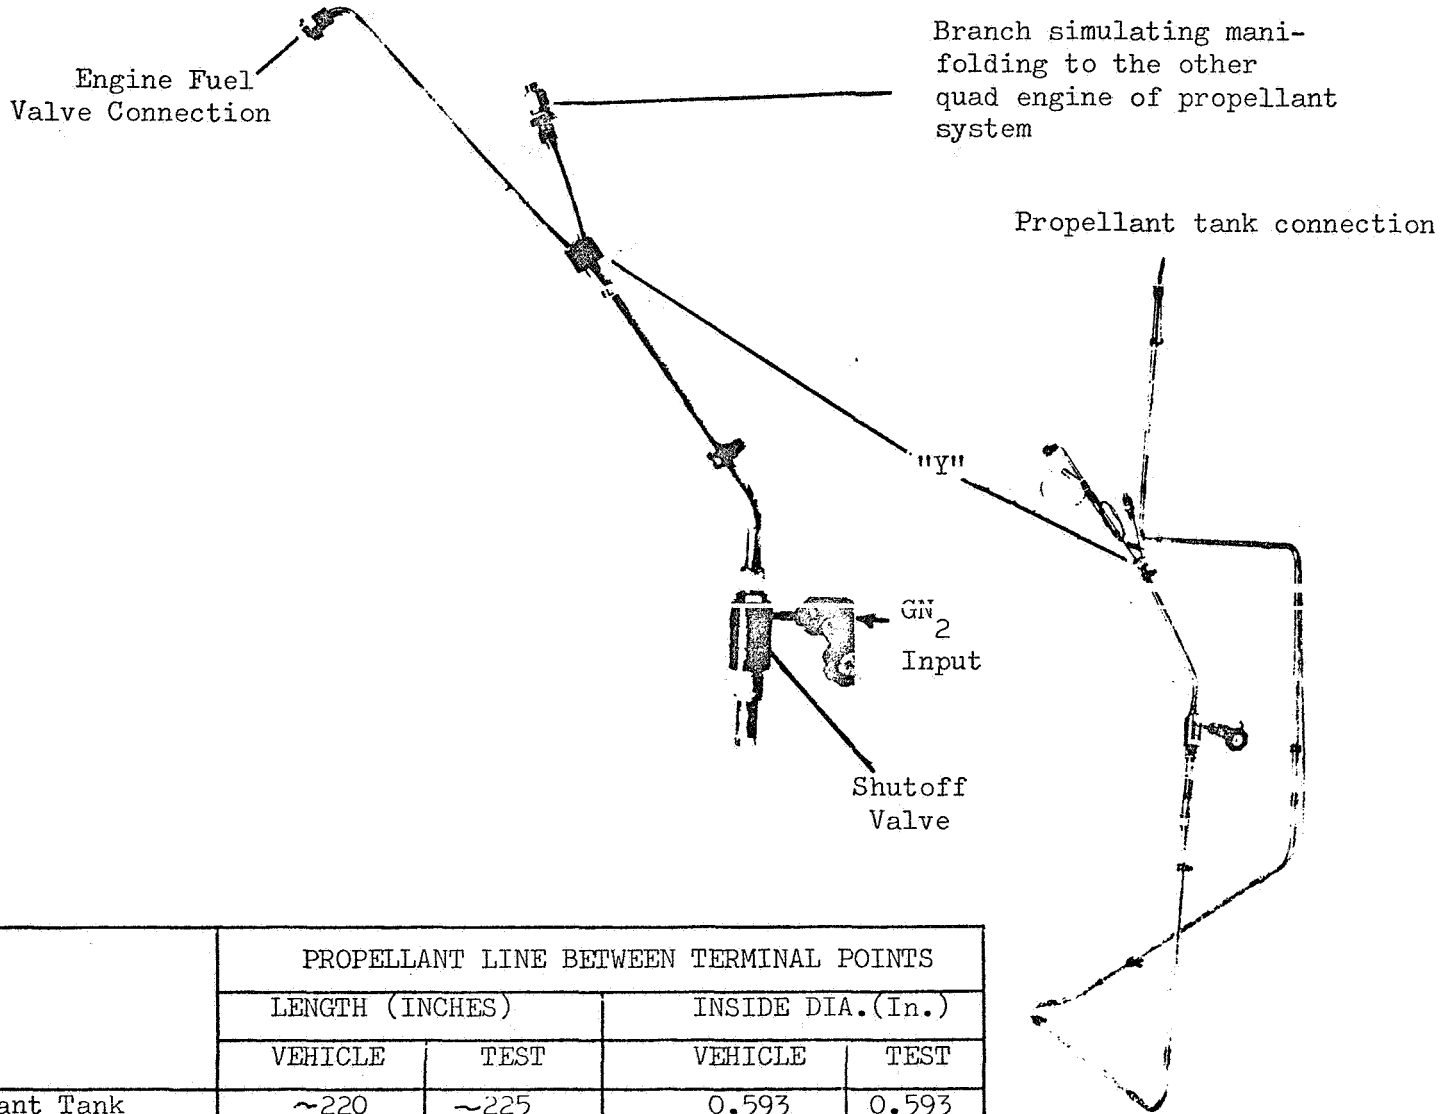 Engine Fuel
Valve Connection
Branch simulating mani-
folding to the other
quad engine of propellant
system
Propellant tank connection
"Y"
GN2
Input
Shutoff
Valve
PROPELLANT LINE BETWEEN TERMINAL POINTS
LENGTH (INCHES) INSIDE DIA.(In.)
VEHICLE TEST VEHICLE TEST
Tank ~220 ~225 0.593 0.593